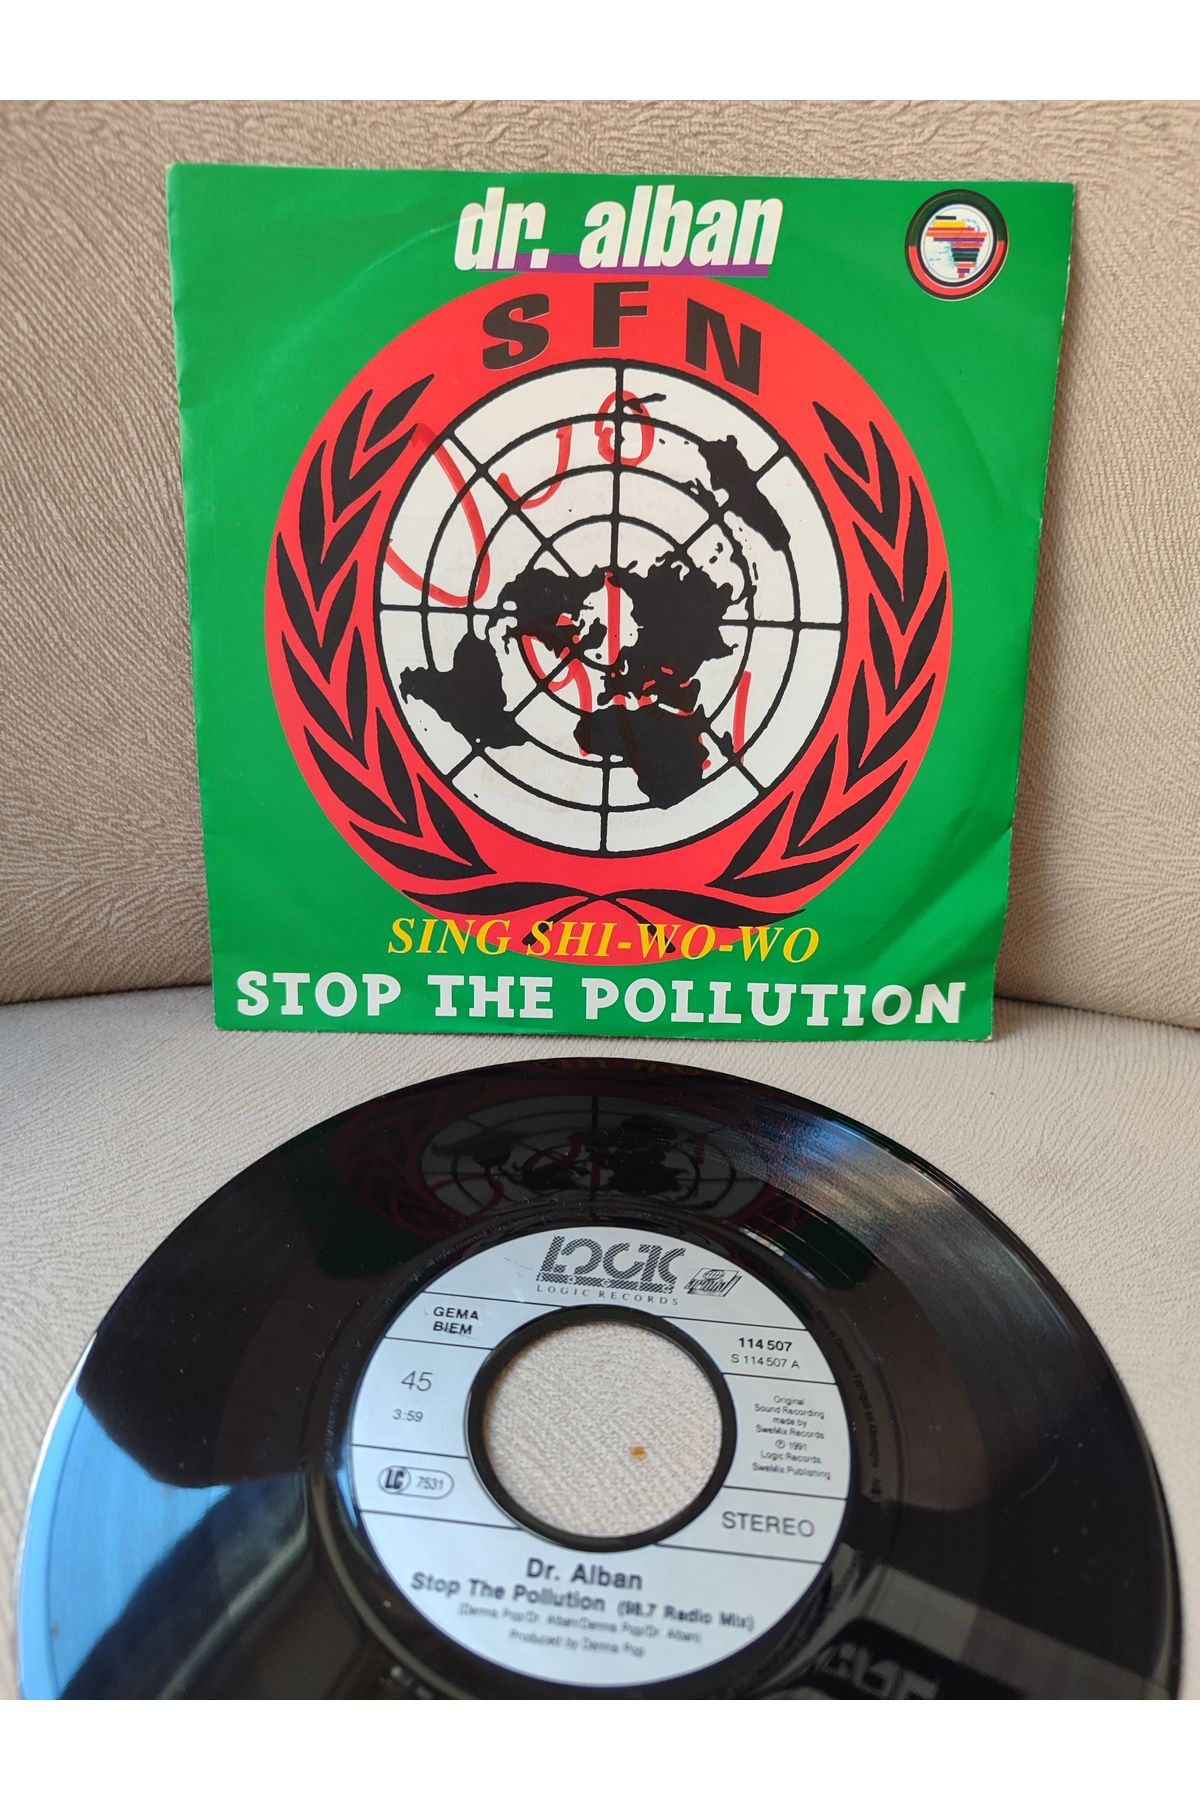 dr. alban
SFN
SING SHI-WO-WO
STOP THE POLLUTION
LOGIC
LOGIC RECORDS
GEMA
BIEM
114 507
S 114507 A
45
3:59
Original
Sound Recording
made by
SweMix Records
℗ 1991
Logic Records
SweMix Publishing
LC 7531
STEREO
Dr. Alban
Stop The Pollution (98.7 Radio Mix)
(Denniz Pop/Dr. Alban/Denniz Pop/Dr. Alban)
Produced by Denniz Pop